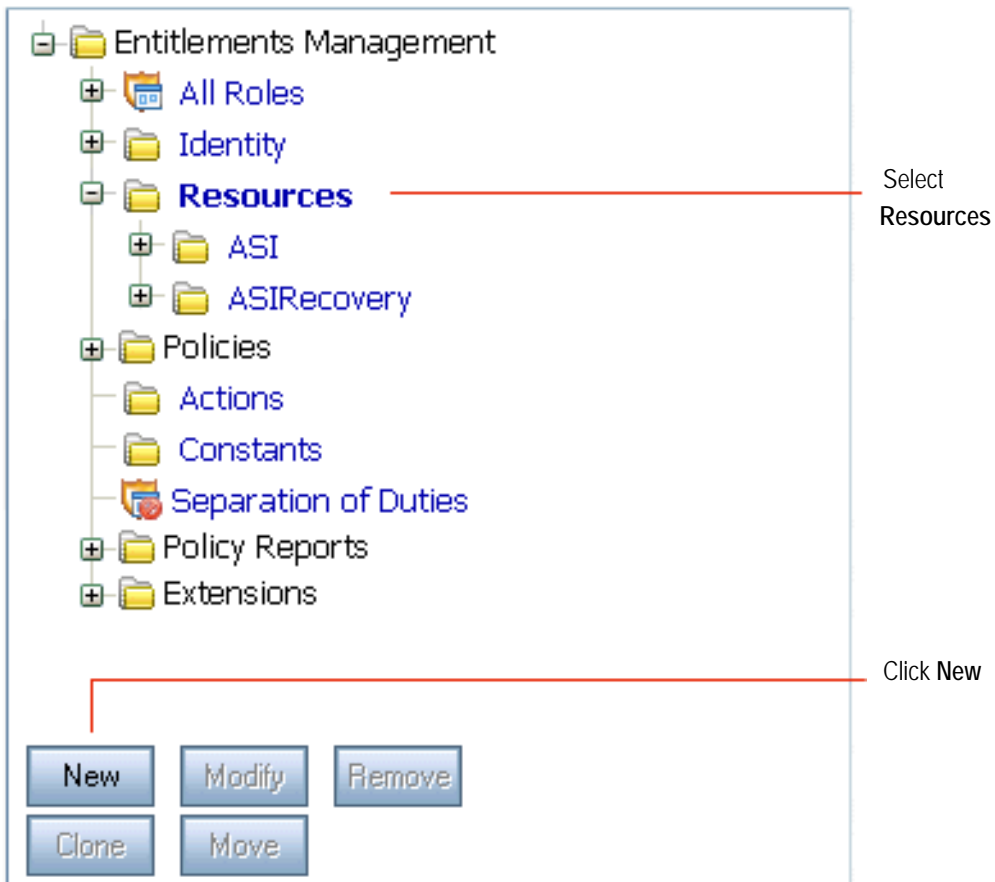 Entitlements Management
All Roles
Identity
Resources
Select
Resources
ASI
ASIRecovery
Policies
Actions
Constants
Separation of Duties
Policy Reports
Extensions
Click New
New Modify Remove
Clone Move